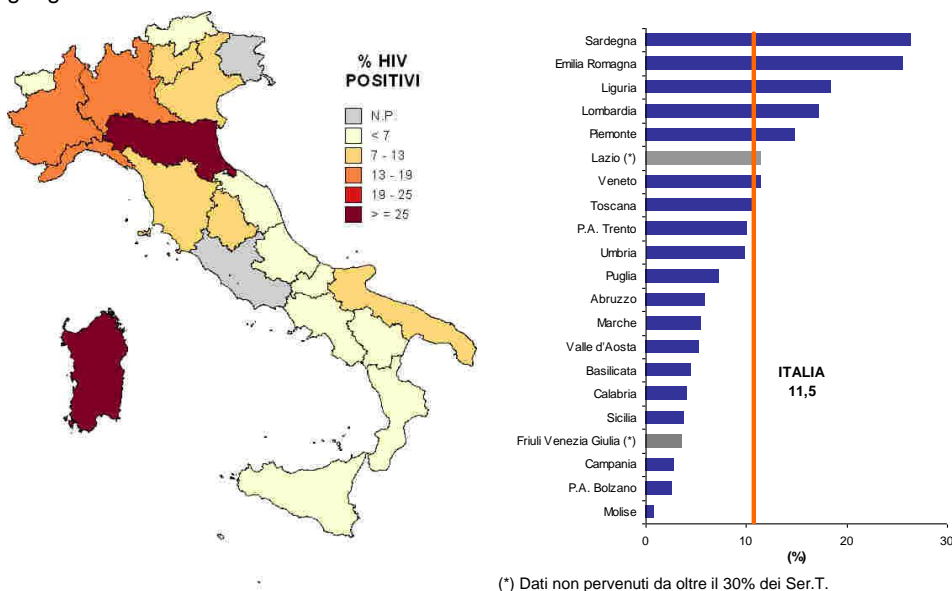 % HIV
POSITIVI
N.P.
< 7
7 - 13
13 - 19
19 - 25
> = 25
Sardegna
Emilia Romagna
Liguria
Lombardia
Piemonte
Lazio (*)
Veneto
Toscana
P.A. Trento
Umbria
Puglia
Abruzzo
Marche
Valle d'Aosta
Basilicata
Calabria
Sicilia
Friuli Venezia Giulia (*)
Campania
P.A. Bolzano
Molise
ITALIA
11,5
0 10 20 30
(%)
(*) Dati non pervenuti da oltre il 30% dei Ser.T.